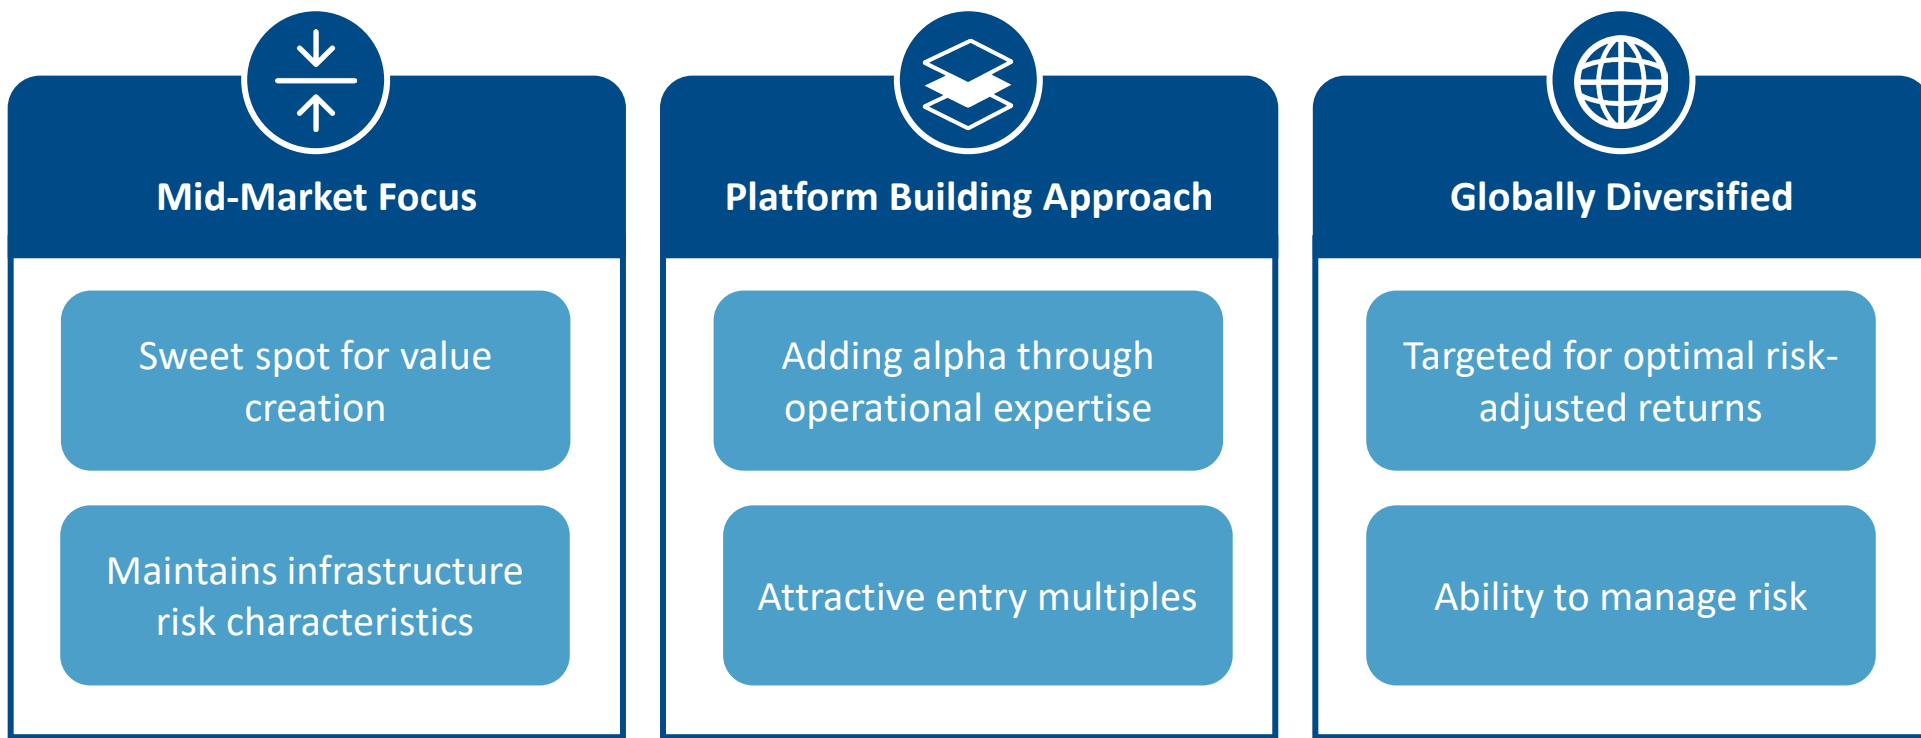 Mid-Market Focus
Sweet spot for value
creation
Maintains infrastructure
risk characteristics
Platform Building Approach
Adding alpha through
operational expertise
Attractive entry multiples
Globally Diversified
Targeted for optimal risk-
adjusted returns
Ability to manage risk